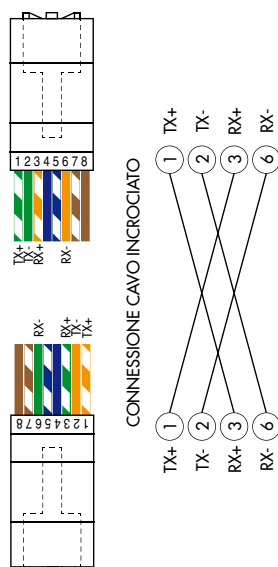 12345678
TX+
TX-
RX+
RX-
RX-
RX+
TX-
TX+
87654321
CONNESSIONE CAVO INCROCIATO
TX+ 1 1 TX+
TX- 2 2 TX-
RX+ 3 3 RX+
RX- 6 6 RX-